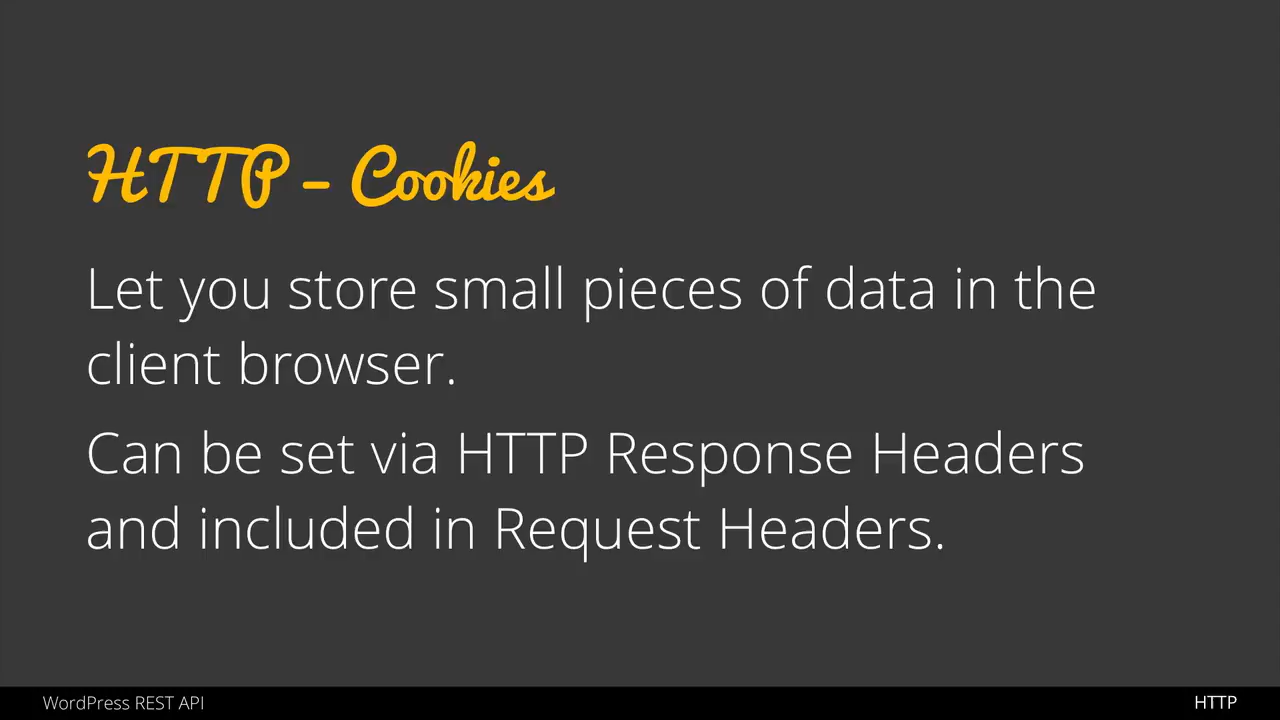 HTTP - Cookies
Let you store small pieces of data in the
client browser.
Can be set via HTTP Response Headers
and included in Request Headers.
WordPress REST API
HTTP